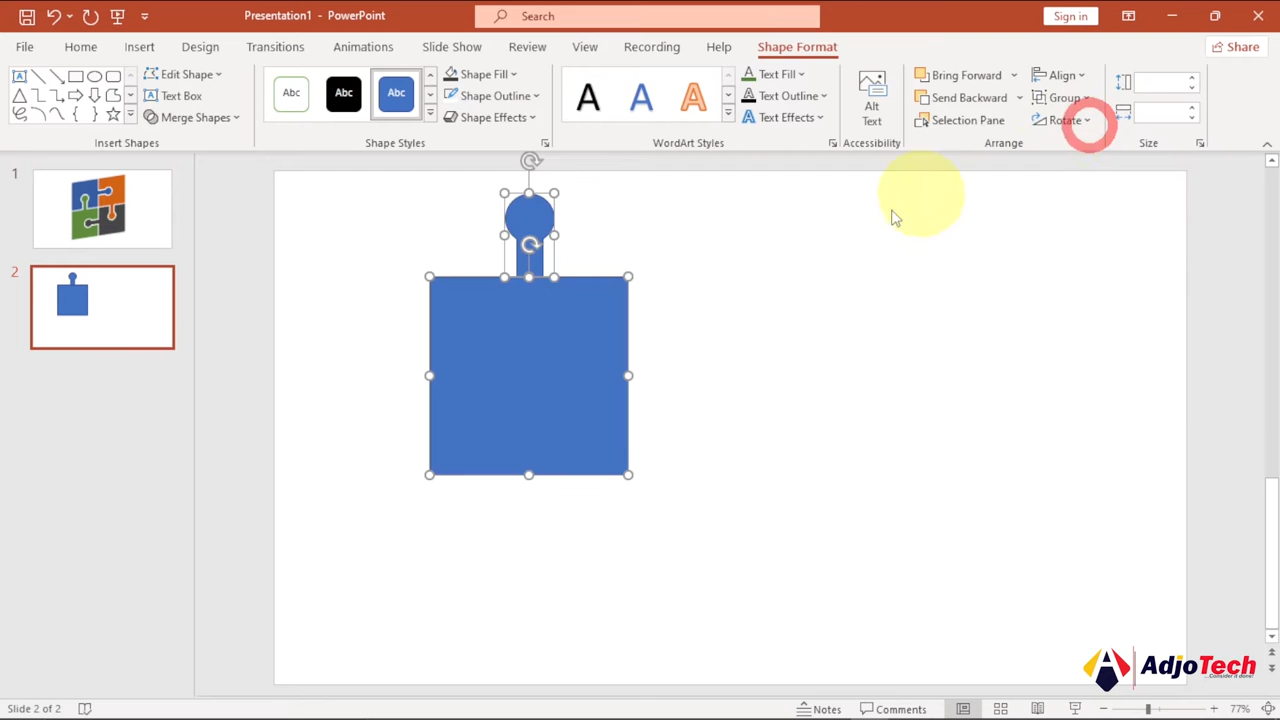 Presentation1 - PowerPoint
Search
Sign in
File Home Insert Design Transitions Animations Slide Show Review View Recording Help Shape Format
Share
Edit Shape
Text Box
Merge Shapes
Insert Shapes
Abc Abc Abc
Shape Fill
Shape Outline
Shape Effects
Shape Styles
A A A
Text Fill
Text Outline
Text Effects
WordArt Styles
Alt
Text
Accessibility
Bring Forward
Send Backward
Selection Pane
Align
Group
Rotate
Arrange
Size
1
2
AdjoTech
...Consider it done!
Slide 2 of 2
Notes
Comments
77%